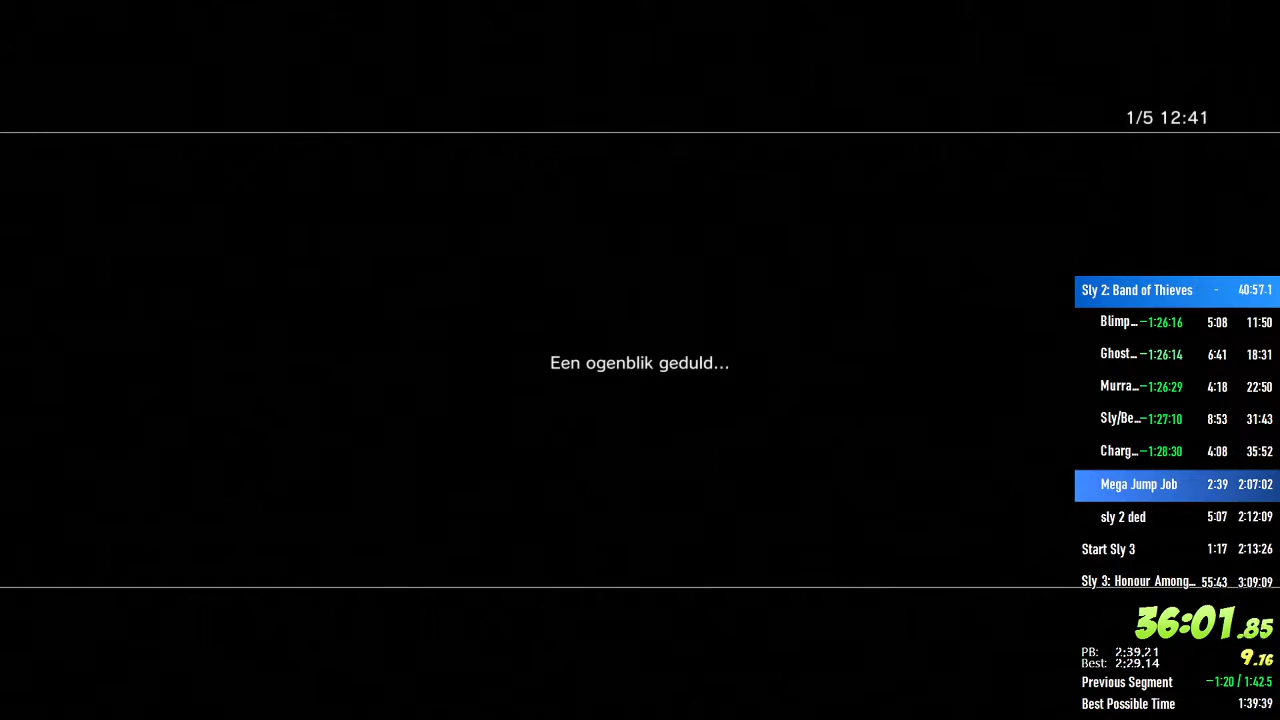 1/5 12:41
Een ogenblik geduld...
Sly 2: Band of Thieves - 40:57.1
Blimp... -1:26:16 5:08 11:50
Ghost... -1:26:14 6:41 18:31
Murra... -1:26:29 4:18 22:50
Sly/Be... -1:27:10 8:53 31:43
Charg... -1:28:30 4:08 35:52
Mega Jump Job 2:39 2:07:02
sly 2 ded 5:07 2:12:09
Start Sly 3 1:17 2:13:26
Sly 3: Honour Among... 55:43 3:09:09
36:01.85
PB: 2:39.21 9.16
Best: 2:29.14
Previous Segment -1:20 / 1:42.5
Best Possible Time 1:39:39